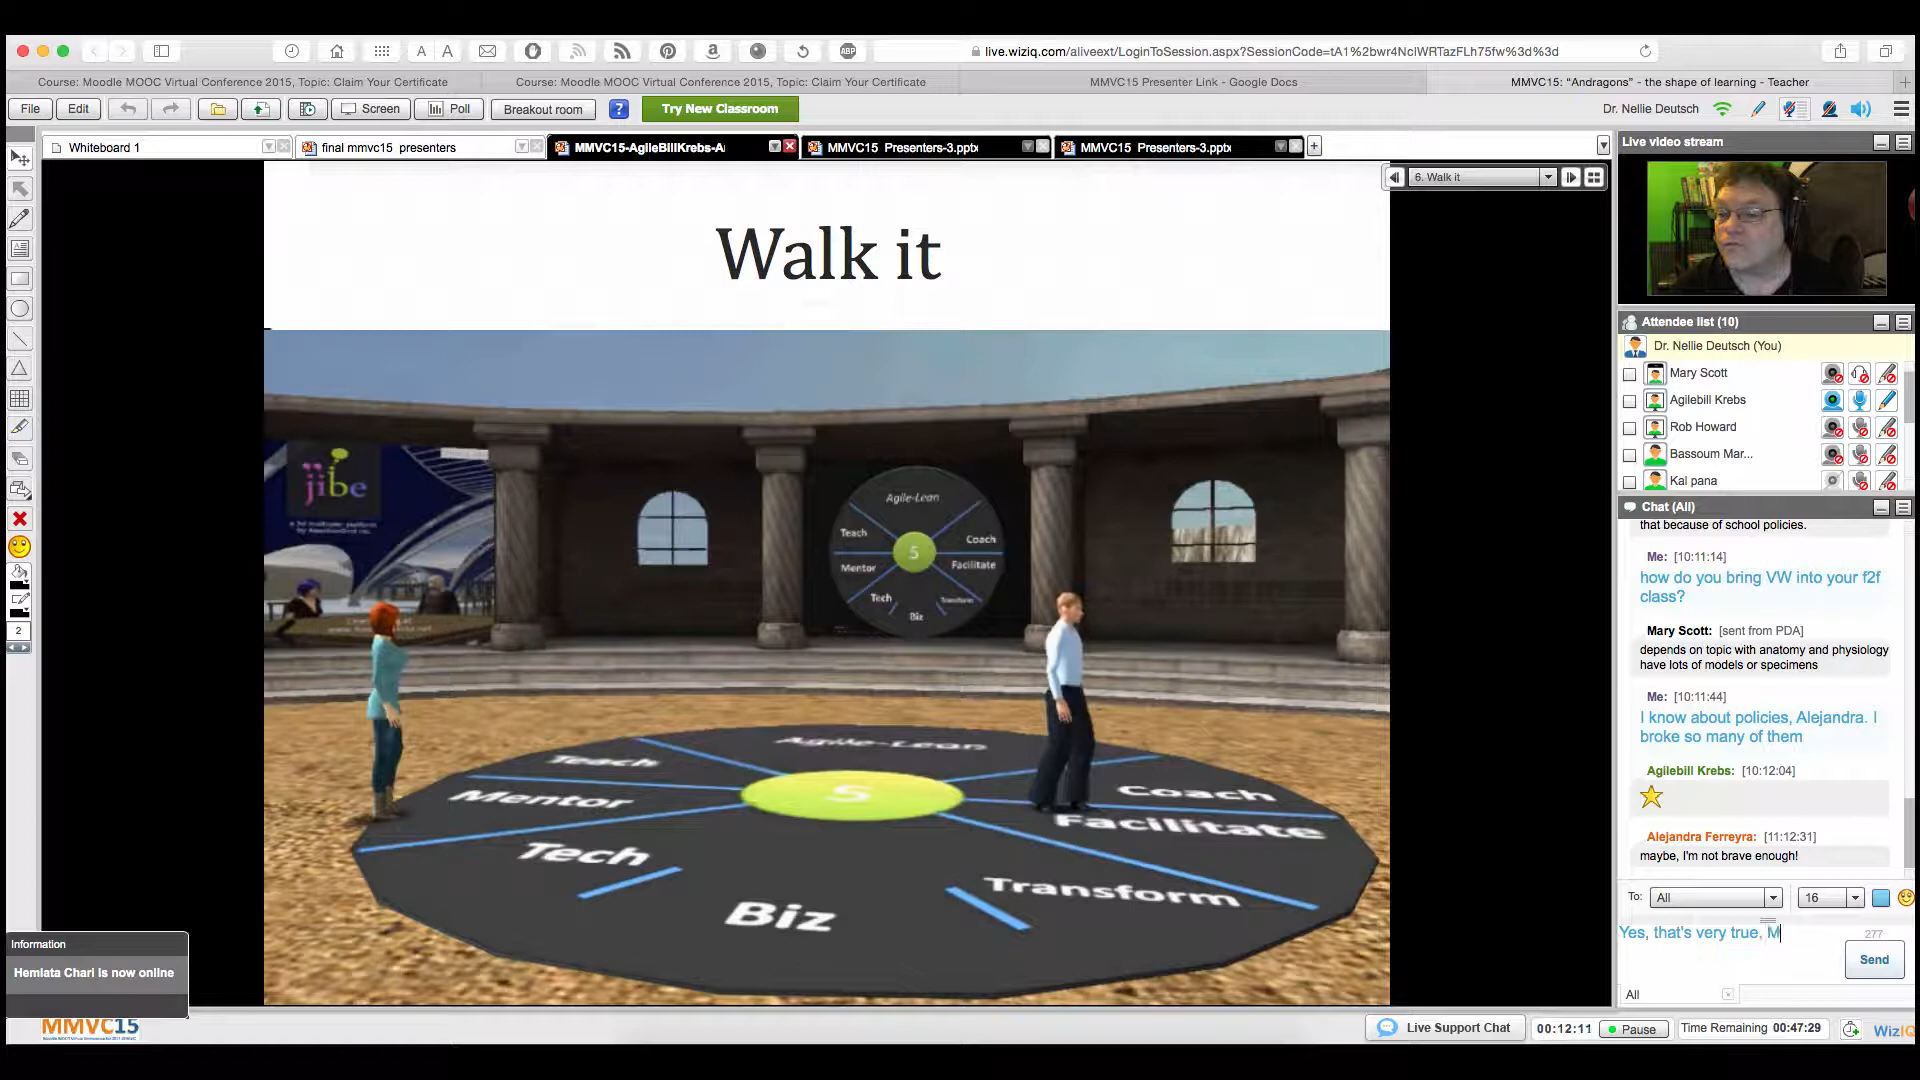 live.wiziq.com/aliveext/LoginToSession.aspx?SessionCode=tA1%2bwr4NclWRTazFLh75fw%3d%3d
Course: Moodle MOOC Virtual Conference 2015, Topic: Claim Your Certificate
Course: Moodle MOOC Virtual Conference 2015, Topic: Claim Your Certificate
MMVC15 Presenter Link - Google Docs
MMVC15: “Andragons” - the shape of learning - Teacher
File
Edit
Screen
Poll
Breakout room
?
Try New Classroom
Dr. Nellie Deutsch
Whiteboard 1
final mmvc15 presenters
MMVC15-AgileBillKrebs-A
MMVC15 Presenters-3.pptx
MMVC15 Presenters-3.pptx
6. Walk it
Walk it
jibe
Agile-Lean
Teach
Coach
5
Mentor
Facilitate
Tech
Transform
Biz
Agile-Lean
Teach
Mentor
5
Coach
Facilitate
Tech
Transform
Biz
Live video stream
Attendee list (10)
Dr. Nellie Deutsch (You)
Mary Scott
Agilebill Krebs
Rob Howard
Bassoum Mar...
Kal pana
Chat (All)
that because of school policies.
Me: [10:11:14]
how do you bring VW into your f2f
class?
Mary Scott: [sent from PDA]
depends on topic with anatomy and physiology
have lots of models or specimens
Me: [10:11:44]
I know about policies, Alejandra. I
broke so many of them
Agilebill Krebs: [10:12:04]
Alejandra Ferreyra: [11:12:31]
maybe, I'm not brave enough!
To: All
16
Yes, that's very true, M
277
Send
All
2
Information
Hemlata Chari is now online
MMVC15
Live Support Chat
00:12:11
Pause
Time Remaining 00:47:29
WizIQ
A A
ABP